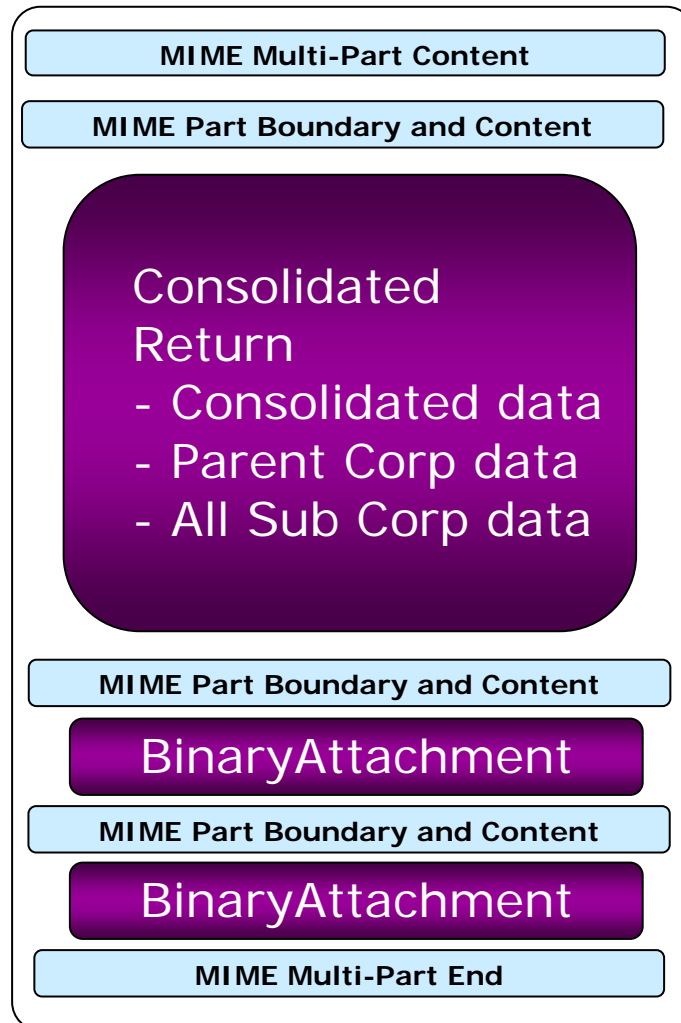 MIME Multi-Part Content
MIME Part Boundary and Content
Consolidated
Return
- Consolidated data
- Parent Corp data
- All Sub Corp data
MIME Part Boundary and Content
BinaryAttachment
MIME Part Boundary and Content
BinaryAttachment
MIME Multi-Part End